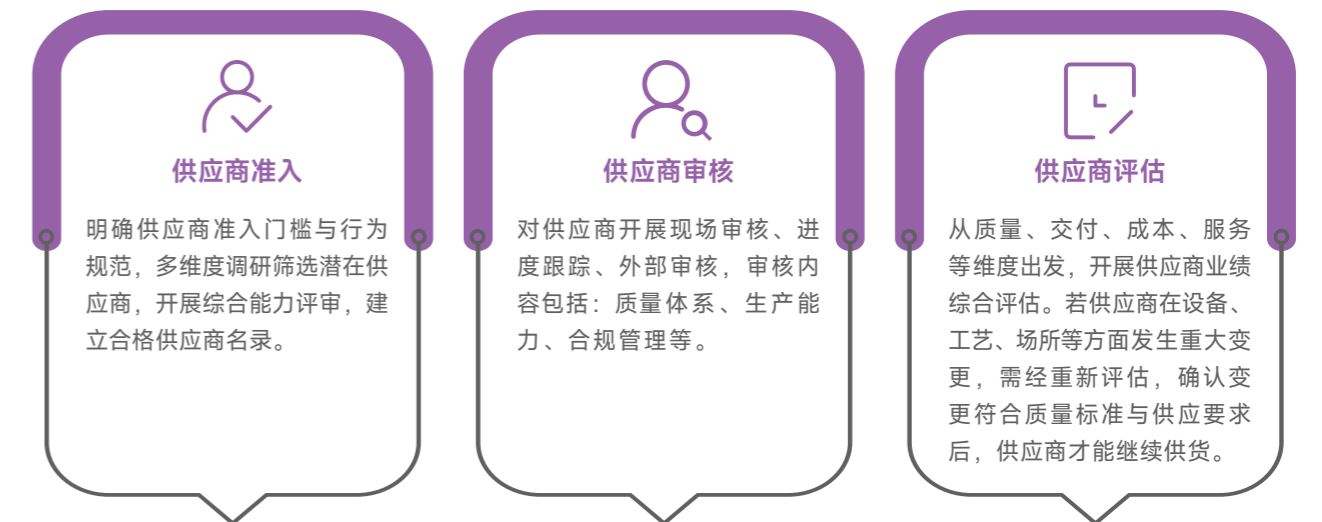 供应商准入
明确供应商准入门槛与行为
规范，多维度调研筛选潜在供
应商，开展综合能力评审，建
立合格供应商名录。
供应商审核
对供应商开展现场审核、进
度跟踪、外部审核，审核内
容包括：质量体系、生产能
力、合规管理等。
供应商评估
从质量、交付、成本、服务
等维度出发，开展供应商业绩
综合评估。若供应商在设备、
工艺、场所等方面发生重大变
更，需经重新评估，确认变
更符合质量标准与供应要求
后，供应商才能继续供货。